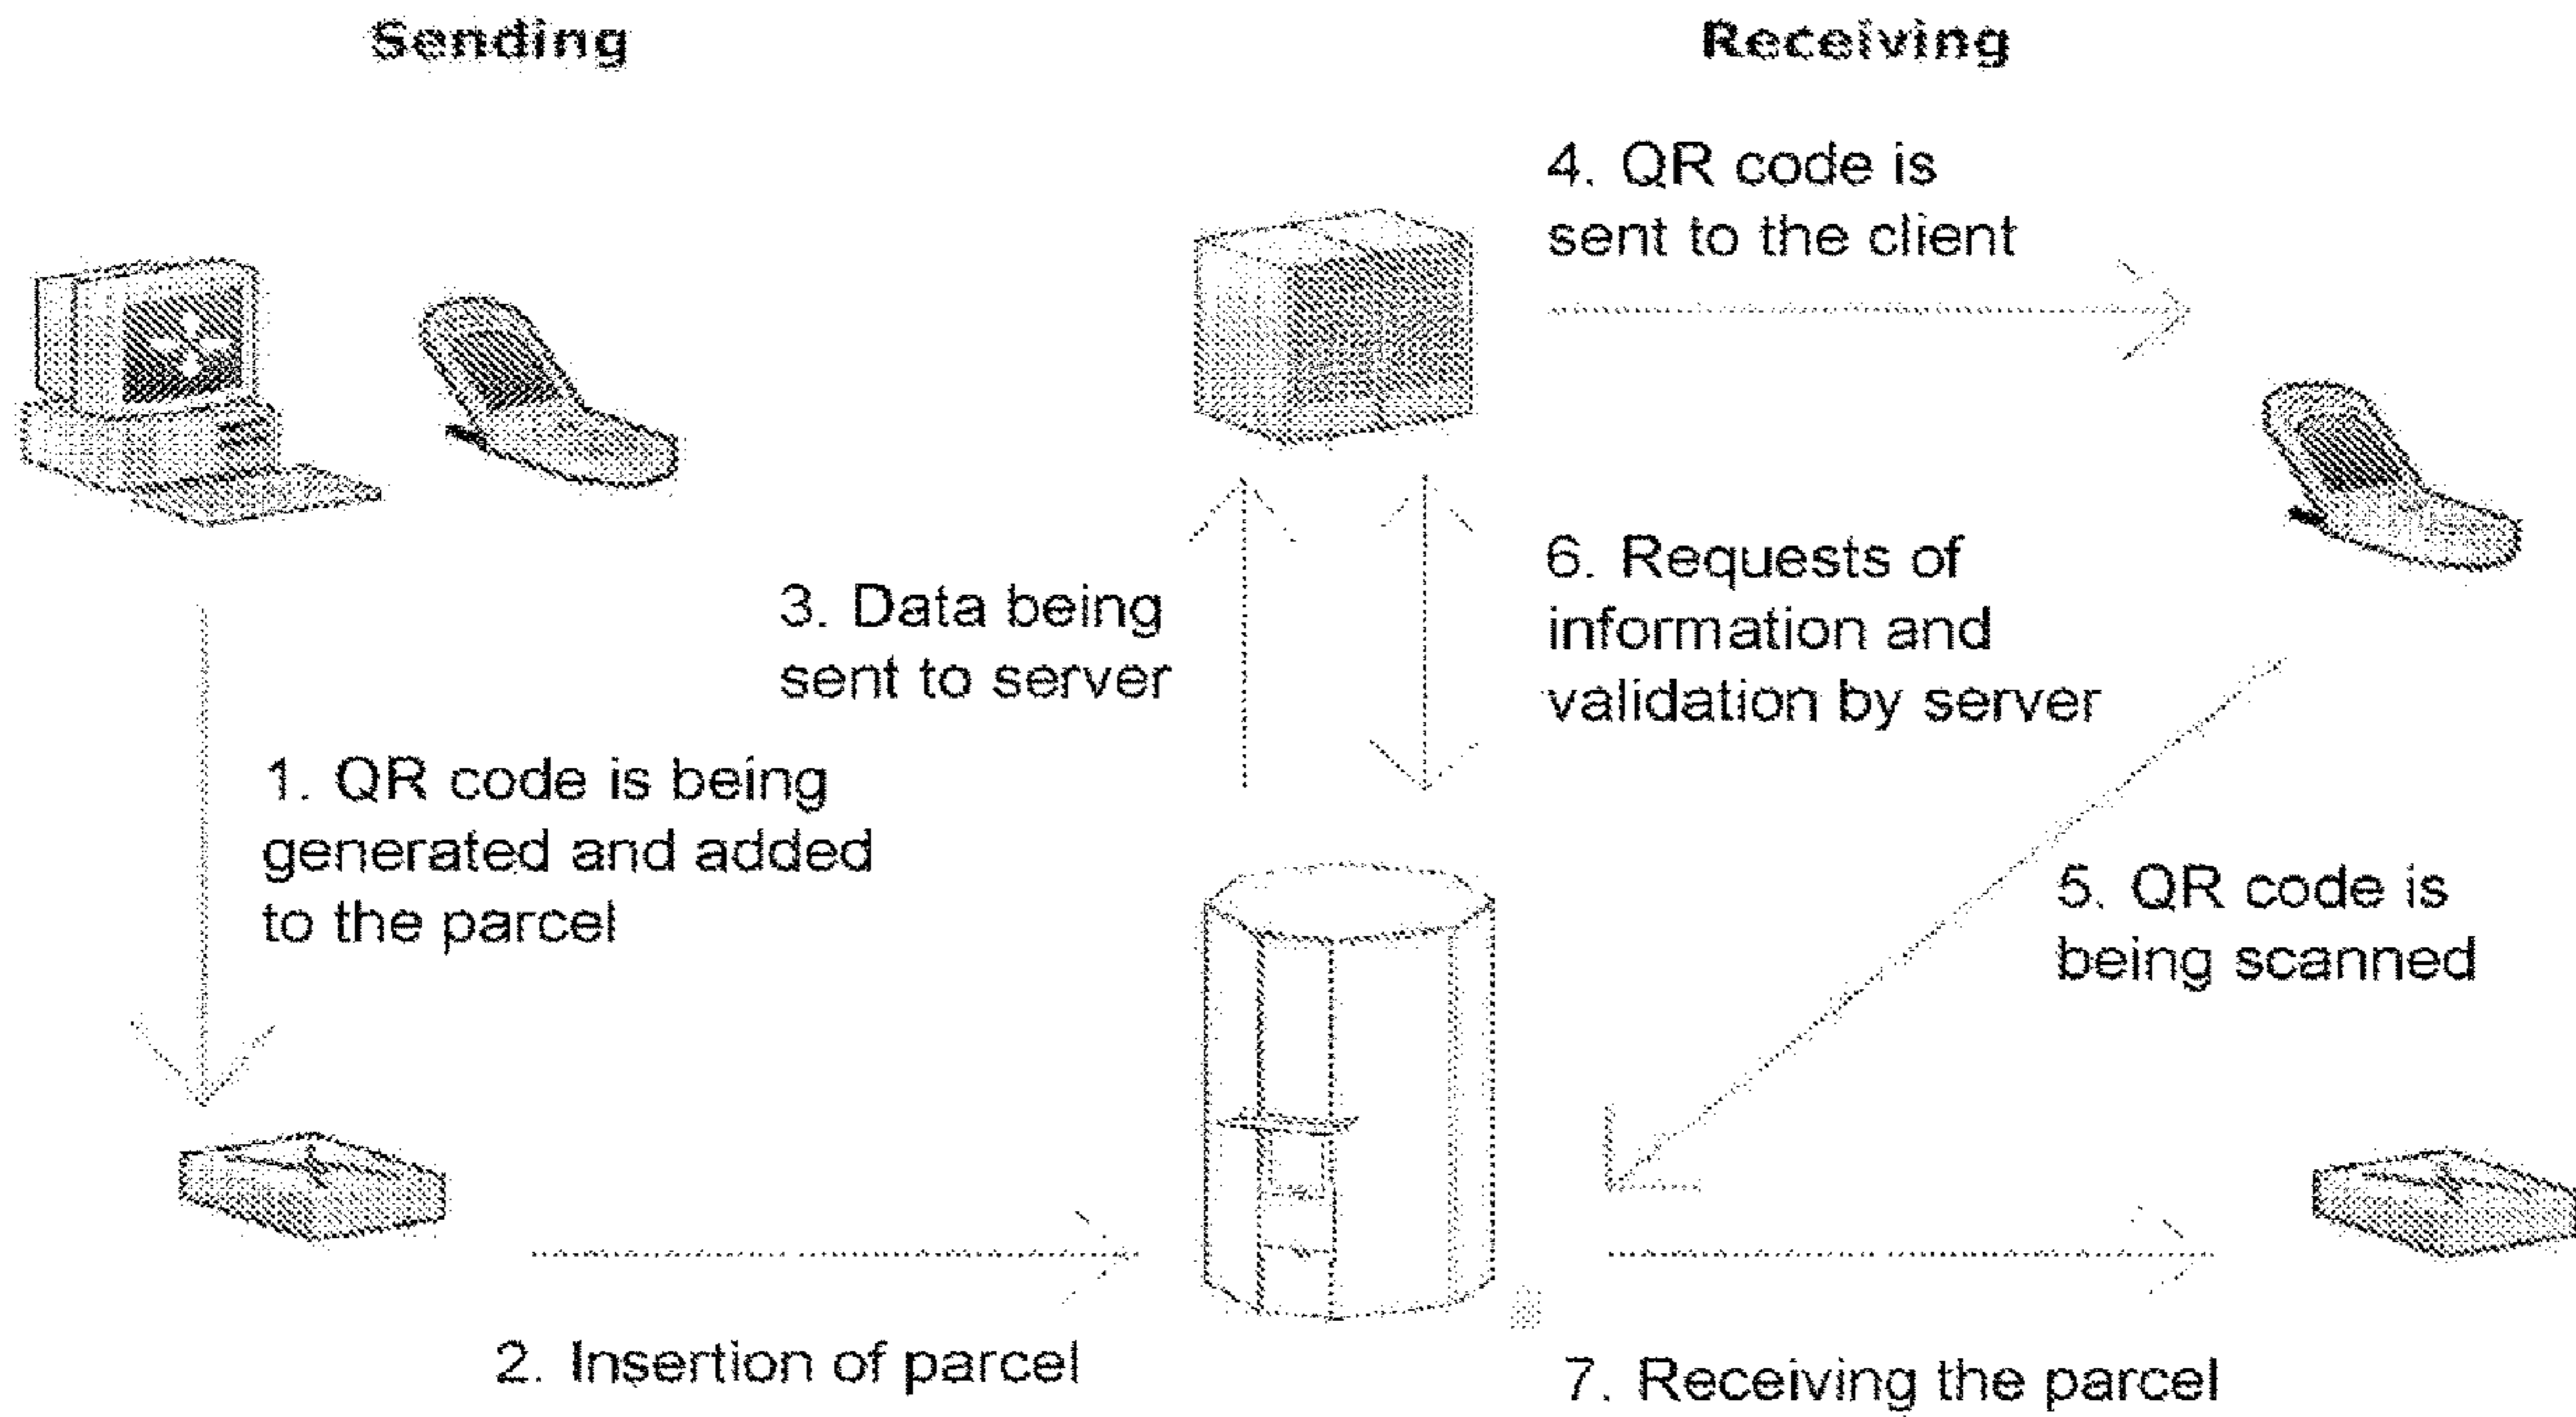 Sending
Receiving
4. QR code is
sent to the client
3. Data being
sent to server
6. Requests of
information and
validation by server
1. QR code is being
generated and added
to the parcel
5. QR code is
being scanned
2. Insertion of parcel
7. Receiving the parcel